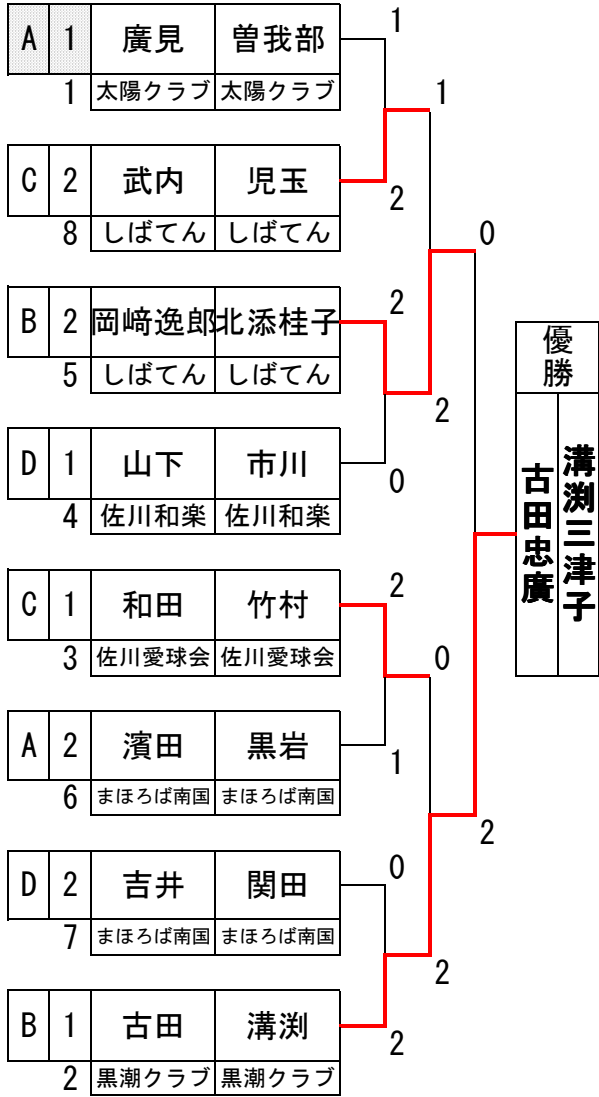 A 1 廣見 曽我部 1
1 太陽クラブ 太陽クラブ 1
C 2 武内 児玉 2
8 しばてん しばてん 0
B 2 岡﨑逸郎 北添桂子 2
5 しばてん しばてん 2
D 1 山下 市川 0
4 佐川和楽 佐川和楽
C 1 和田 竹村 2
3 佐川愛球会 佐川愛球会 0
A 2 濱田 黒岩 1
6 まほろば南国 まほろば南国 2
D 2 吉井 関田 0
7 まほろば南国 まほろば南国 2
B 1 古田 溝渕 2
2 黒潮クラブ 黒潮クラブ
優勝
溝渕三津子
古田忠廣